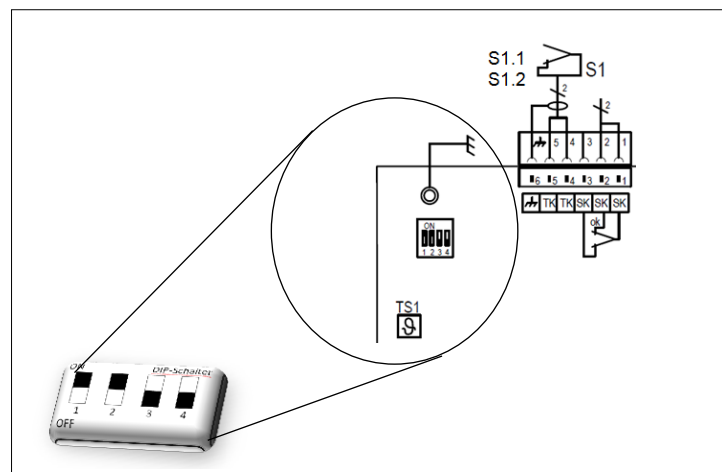 S1.1
S1.2
S1
2
2
5 4 3 2 1
6 5 4 3 2 1
TK TK SK SK SK
ok
ON
1 2 3 4
TS1
ϑ
ON DIP-Schalter
1 2 3 4
OFF